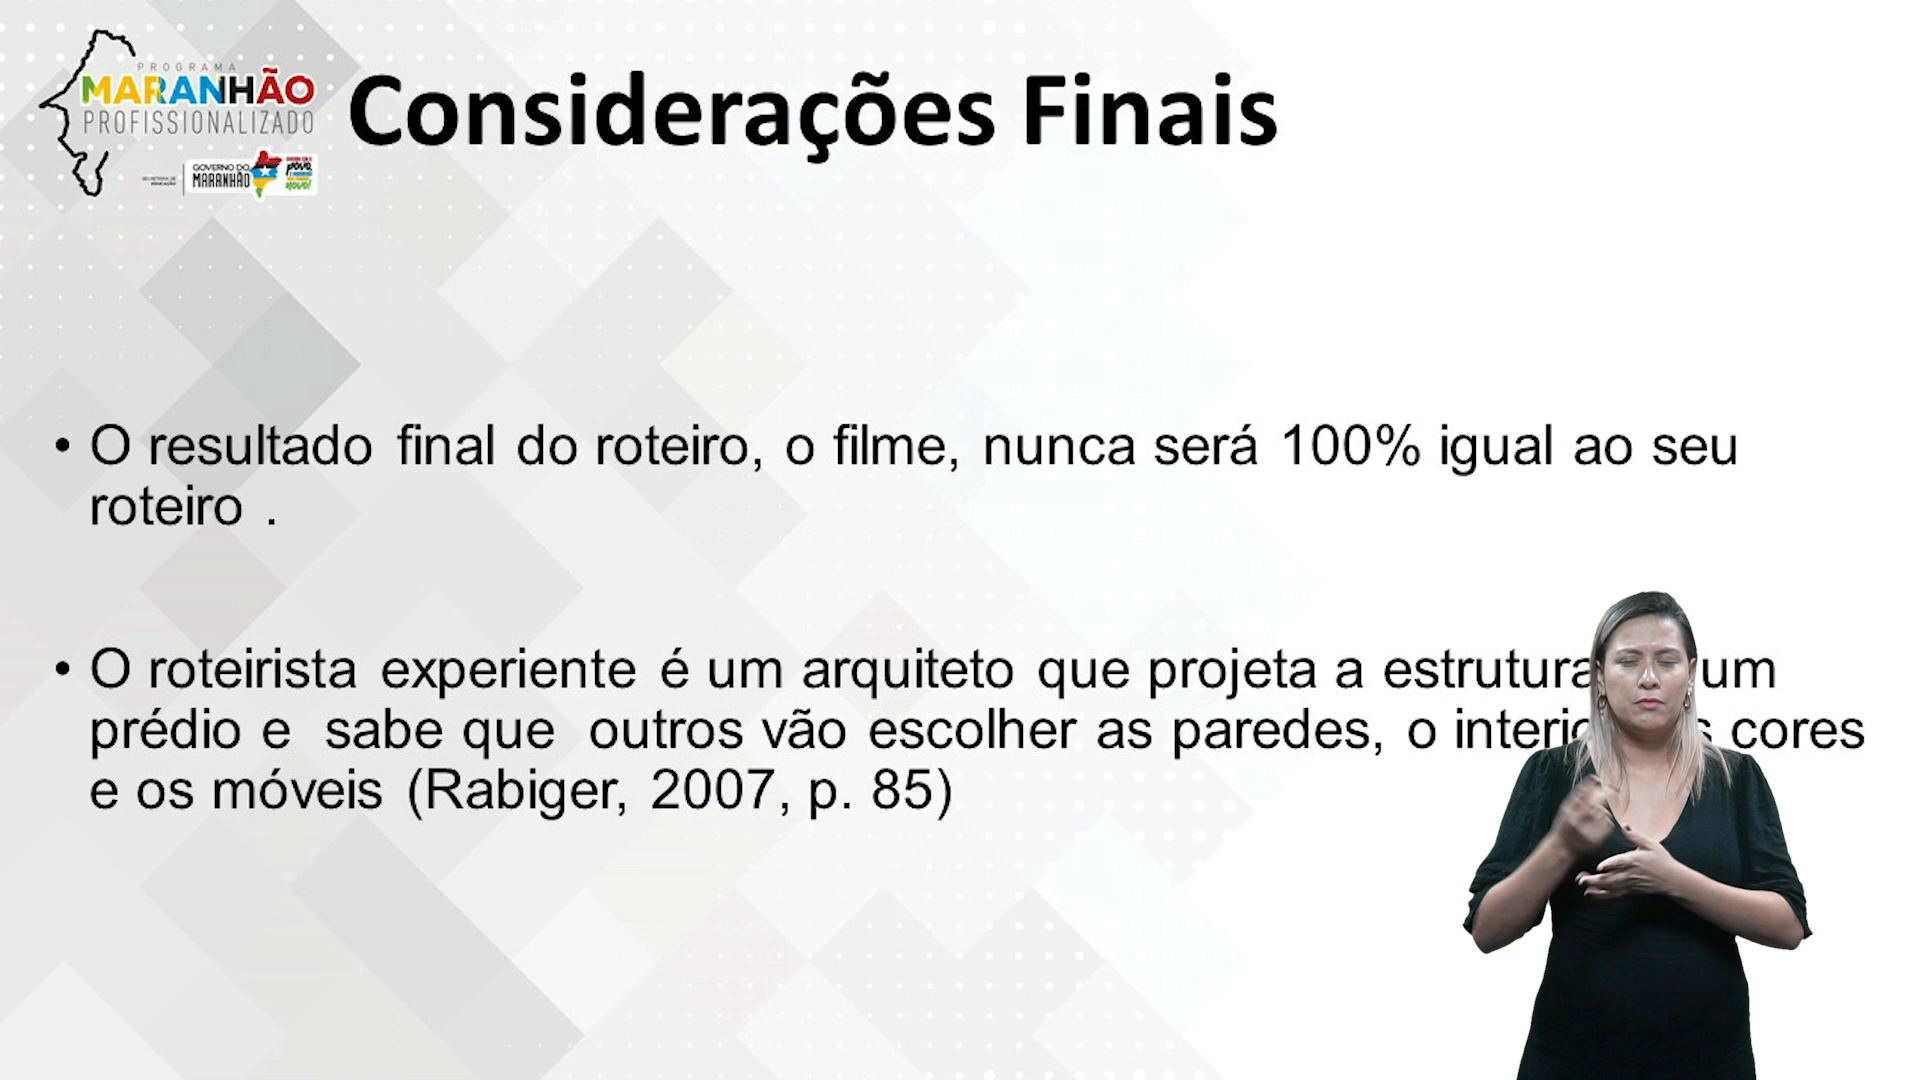 PROGRAMA
MARANHÃO
PROFISSIONALIZADO
GOVERNO DO
MARANHÃO
Considerações Finais
• O resultado final do roteiro, o filme, nunca será 100% igual ao seu
roteiro .
• O roteirista experiente é um arquiteto que projeta a estrutura um
prédio e sabe que outros vão escolher as paredes, o cores
e os móveis (Rabiger, 2007, p. 85)